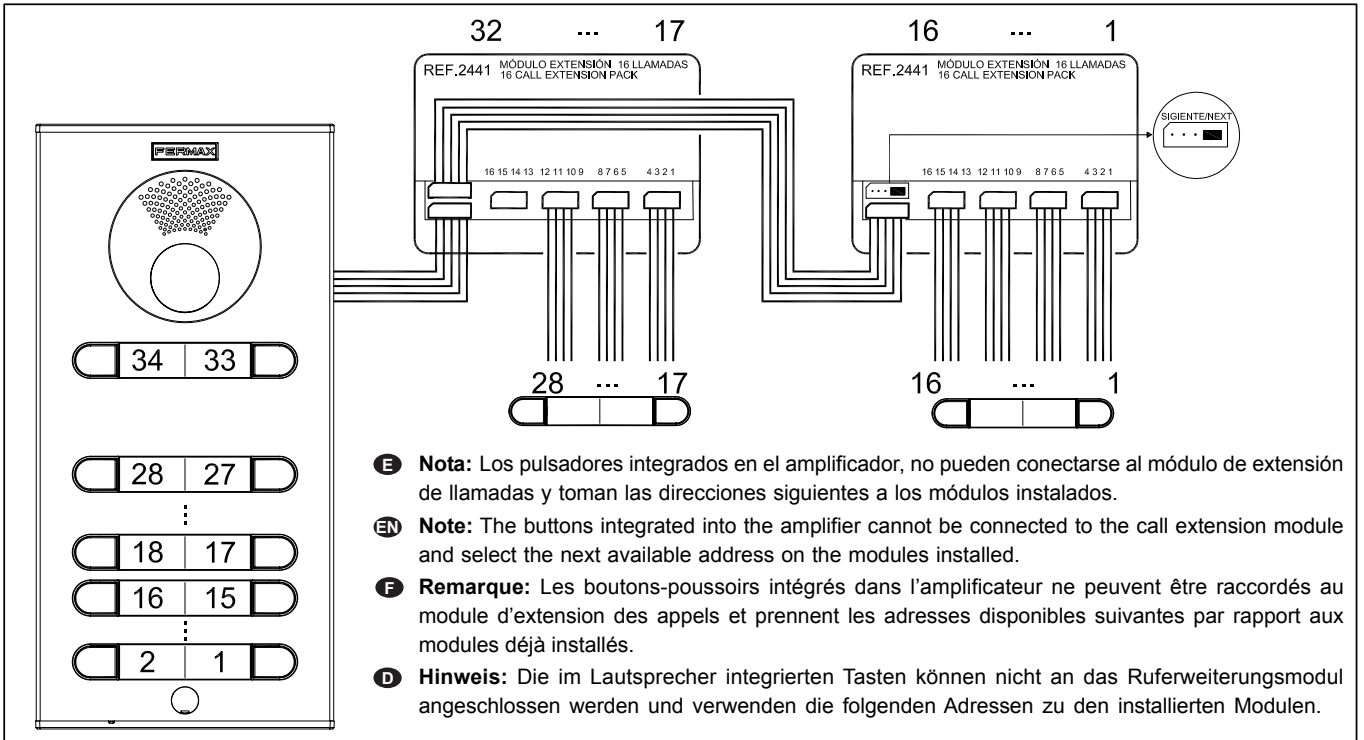 32 ... 17
REF.2441 MÓDULO EXTENSIÓN 16 LLAMADAS
16 CALL EXTENSION PACK
16 15 14 13 12 11 10 9 8 7 6 5 4 3 2 1
28 ... 17
16 ... 1
REF.2441 MÓDULO EXTENSIÓN 16 LLAMADAS
16 CALL EXTENSION PACK
SIGIENTE/NEXT
16 15 14 13 12 11 10 9 8 7 6 5 4 3 2 1
16 ... 1
FERMAX
34 33
28 27
18 17
16 15
2 1
E Nota: Los pulsadores integrados en el amplificador, no pueden conectarse al módulo de extensión
de llamadas y toman las direcciones siguientes a los módulos instalados.
EN Note: The buttons integrated into the amplifier cannot be connected to the call extension module
and select the next available address on the modules installed.
F Remarque: Les boutons-poussoirs intégrés dans l'amplificateur ne peuvent être raccordés au
module d'extension des appels et prennent les adresses disponibles suivantes par rapport aux
modules déjà installés.
D Hinweis: Die im Lautsprecher integrierten Tasten können nicht an das Ruferweiterungsmodul
angeschlossen werden und verwenden die folgenden Adressen zu den installierten Modulen.